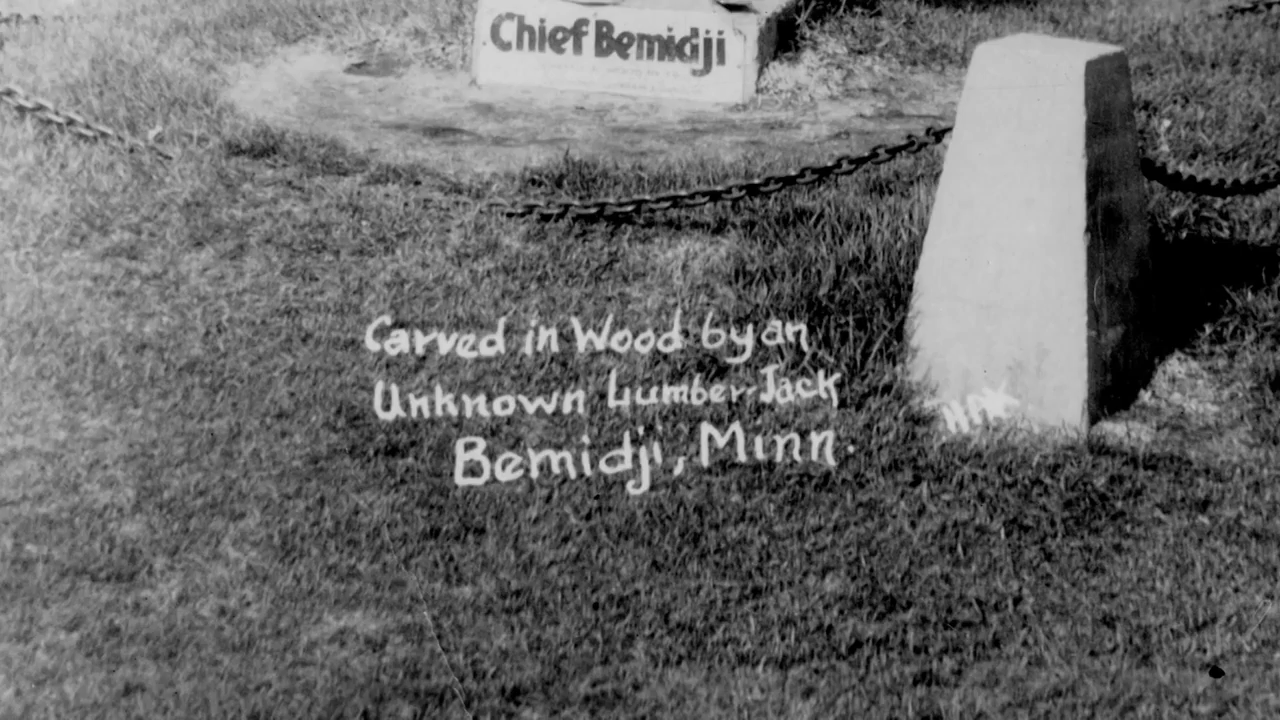 Chief Bemidji
Carved in Wood by an
Unknown Lumber-Jack
Bemidji, Minn.